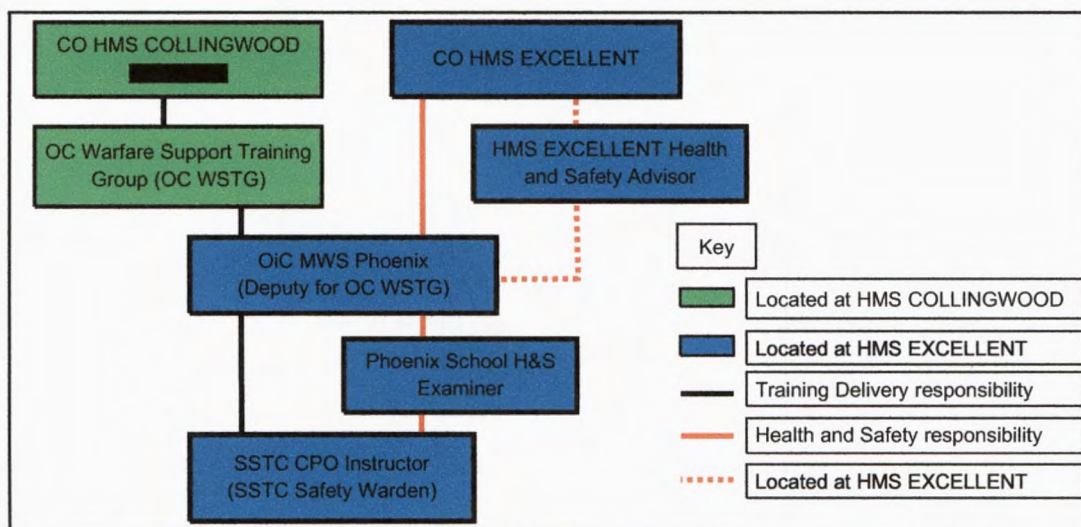 CO HMS COLLINGWOOD
CO HMS EXCELLENT
OC Warfare Support Training
Group (OC WSTG)
HMS EXCELLENT Health
and Safety Advisor
OiC MWS Phoenix
(Deputy for OC WSTG)
Phoenix School H&S
Examiner
SSTC CPO Instructor
(SSTC Safety Warden)
Key
Located at HMS COLLINGWOOD
Located at HMS EXCELLENT
Training Delivery responsibility
Health and Safety responsibility
Located at HMS EXCELLENT